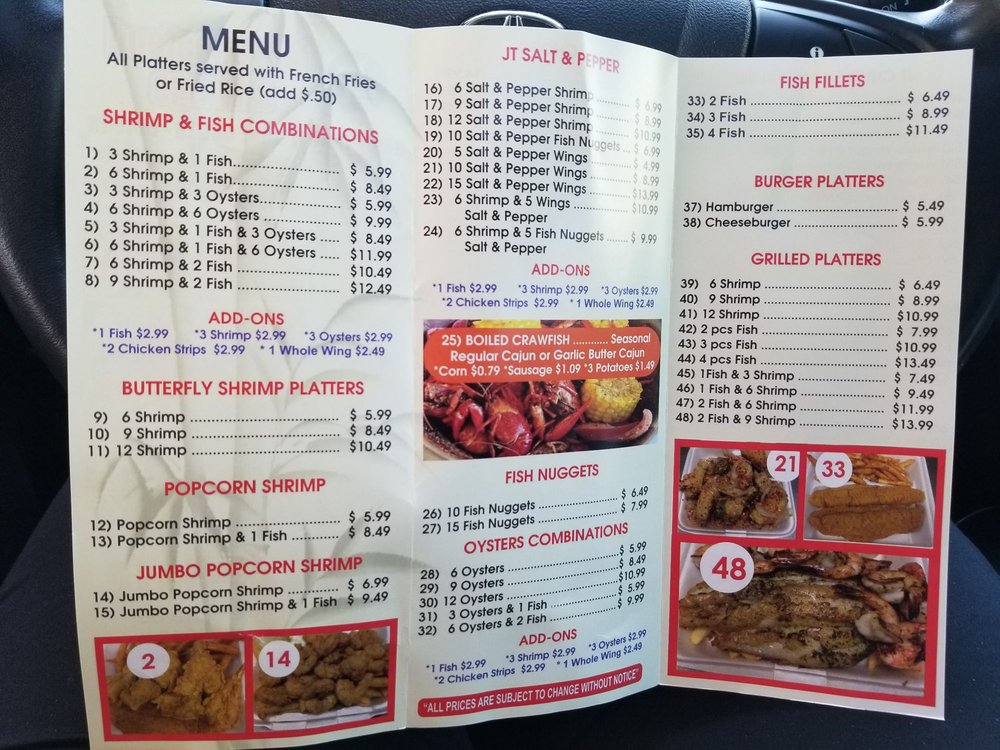 MENU
All Platters served with French Fries
or Fried Rice (add $.50)
SHRIMP & FISH COMBINATIONS
1) 3 Shrimp & 1 Fish........................ $ 5.99
2) 6 Shrimp & 1 Fish........................ $ 8.49
3) 3 Shrimp & 3 Oysters.................. $ 5.99
4) 6 Shrimp & 6 Oysters ................. $ 9.99
5) 3 Shrimp & 1 Fish & 3 Oysters ..... $ 8.49
6) 6 Shrimp & 1 Fish & 6 Oysters ..... $11.99
7) 6 Shrimp & 2 Fish ........................ $10.49
8) 9 Shrimp & 2 Fish ........................ $12.49
ADD-ONS
*1 Fish $2.99 *3 Shrimp $2.99 *3 Oysters $2.99
*2 Chicken Strips $2.99 * 1 Whole Wing $2.49
BUTTERFLY SHRIMP PLATTERS
9) 6 Shrimp .................................. $ 5.99
10) 9 Shrimp .................................. $ 8.49
11) 12 Shrimp .................................. $10.49
POPCORN SHRIMP
12) Popcorn Shrimp ........................ $ 5.99
13) Popcorn Shrimp & 1 Fish ............ $ 8.49
JUMBO POPCORN SHRIMP
14) Jumbo Popcorn Shrimp .............. $ 6.99
15) Jumbo Popcorn Shrimp & 1 Fish $ 9.49
2
14
JT SALT & PEPPER
16) 6 Salt & Pepper Shrimp ............ $ 6.99
17) 9 Salt & Pepper Shrimp ............ $ 8.99
18) 12 Salt & Pepper Shrimp ............ $10.99
19) 10 Salt & Pepper Fish Nuggets .... $ 6.99
20) 5 Salt & Pepper Wings ............. $ 4.99
21) 10 Salt & Pepper Wings ............. $ 8.99
22) 15 Salt & Pepper Wings ............. $13.99
23) 6 Shrimp & 5 Wings ................. $10.99
Salt & Pepper
24) 6 Shrimp & 5 Fish Nuggets ....... $ 9.99
Salt & Pepper
ADD-ONS
*1 Fish $2.99 *3 Shrimp $2.99 *3 Oysters $2.99
*2 Chicken Strips $2.99 * 1 Whole Wing $2.49
25) BOILED CRAWFISH ............ Seasonal
Regular Cajun or Garlic Butter Cajun
*Corn $0.79 *Sausage $1.09 *3 Potatoes $1.49
FISH NUGGETS
26) 10 Fish Nuggets ....................... $ 6.49
27) 15 Fish Nuggets ....................... $ 7.99
OYSTERS COMBINATIONS
28) 6 Oysters ................................ $ 5.99
29) 9 Oysters ................................ $ 8.49
30) 12 Oysters ................................ $10.99
31) 3 Oysters & 1 Fish .................... $ 5.99
32) 6 Oysters & 2 Fish .................... $ 9.99
ADD-ONS
*1 Fish $2.99 *3 Shrimp $2.99 *3 Oysters $2.99
*2 Chicken Strips $2.99 * 1 Whole Wing $2.49
"ALL PRICES ARE SUBJECT TO CHANGE WITHOUT NOTICE"
FISH FILLETS
33) 2 Fish .................................... $ 6.49
34) 3 Fish .................................... $ 8.99
35) 4 Fish .................................... $11.49
BURGER PLATTERS
37) Hamburger ............................ $ 5.49
38) Cheeseburger ........................ $ 5.99
GRILLED PLATTERS
39) 6 Shrimp ............................... $ 6.49
40) 9 Shrimp ............................... $ 8.99
41) 12 Shrimp ............................... $10.99
42) 2 pcs Fish ............................... $ 7.99
43) 3 pcs Fish ............................... $10.99
44) 4 pcs Fish ............................... $13.49
45) 1Fish & 3 Shrimp ..................... $ 7.49
46) 1 Fish & 6 Shrimp ..................... $ 9.49
47) 2 Fish & 6 Shrimp ..................... $11.99
48) 2 Fish & 9 Shrimp ..................... $13.99
21
33
48
i
ON